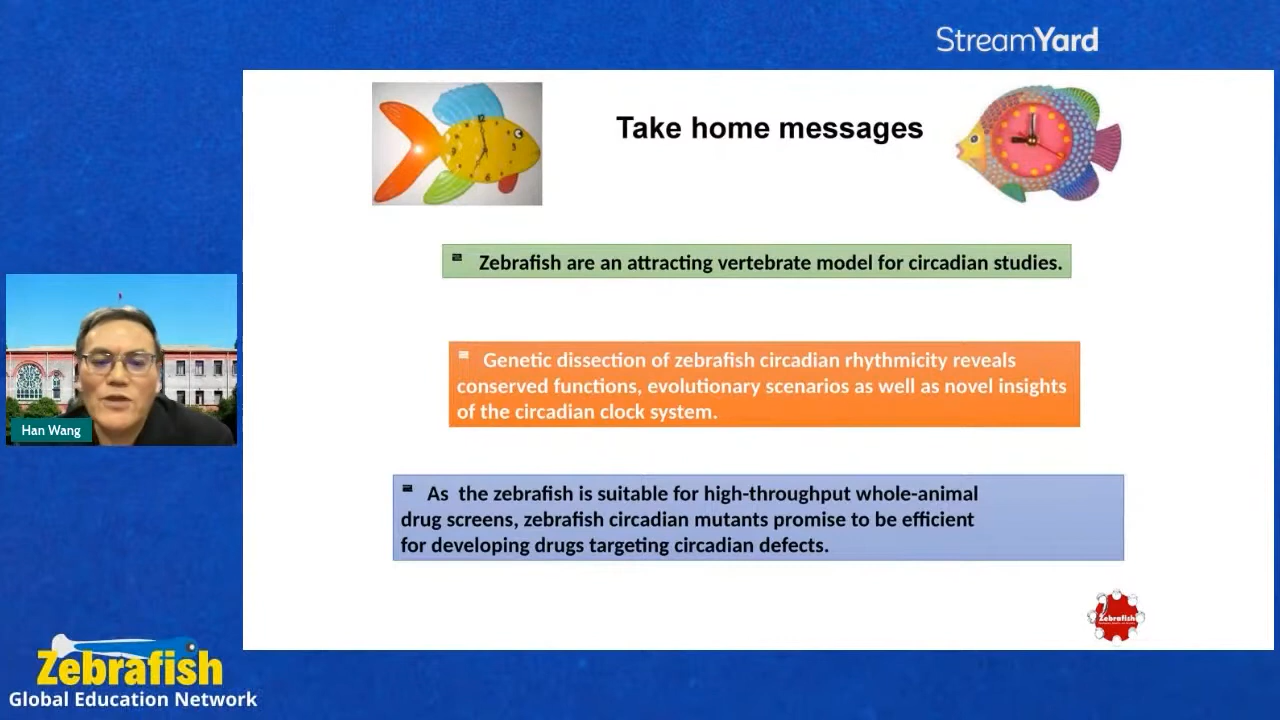 StreamYard
Take home messages
Zebrafish are an attracting vertebrate model for circadian studies.
Genetic dissection of zebrafish circadian rhythmicity reveals
conserved functions, evolutionary scenarios as well as novel insights
of the circadian clock system.
As the zebrafish is suitable for high-throughput whole-animal
drug screens, zebrafish circadian mutants promise to be efficient
for developing drugs targeting circadian defects.
Han Wang
Zebrafish
Zebrafish
Global Education Network